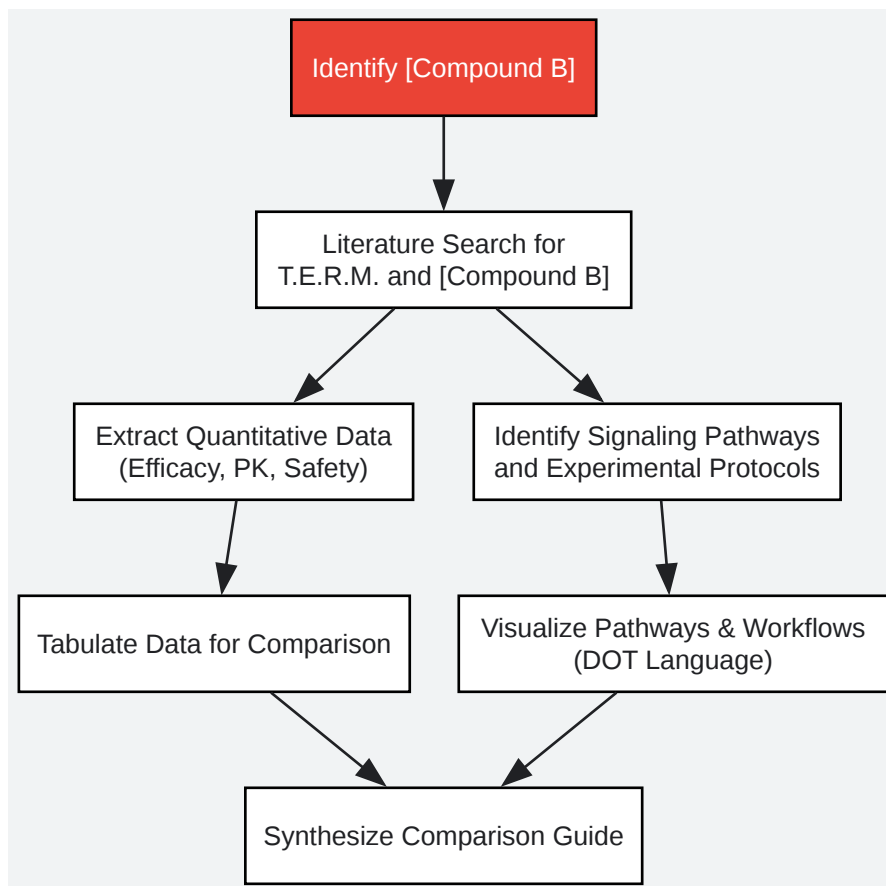 Identify [Compound B]
Literature Search for
T.E.R.M. and [Compound B]
Extract Quantitative Data
(Efficacy, PK, Safety)
Identify Signaling Pathways
and Experimental Protocols
Tabulate Data for Comparison
Visualize Pathways & Workflows
(DOT Language)
Synthesize Comparison Guide